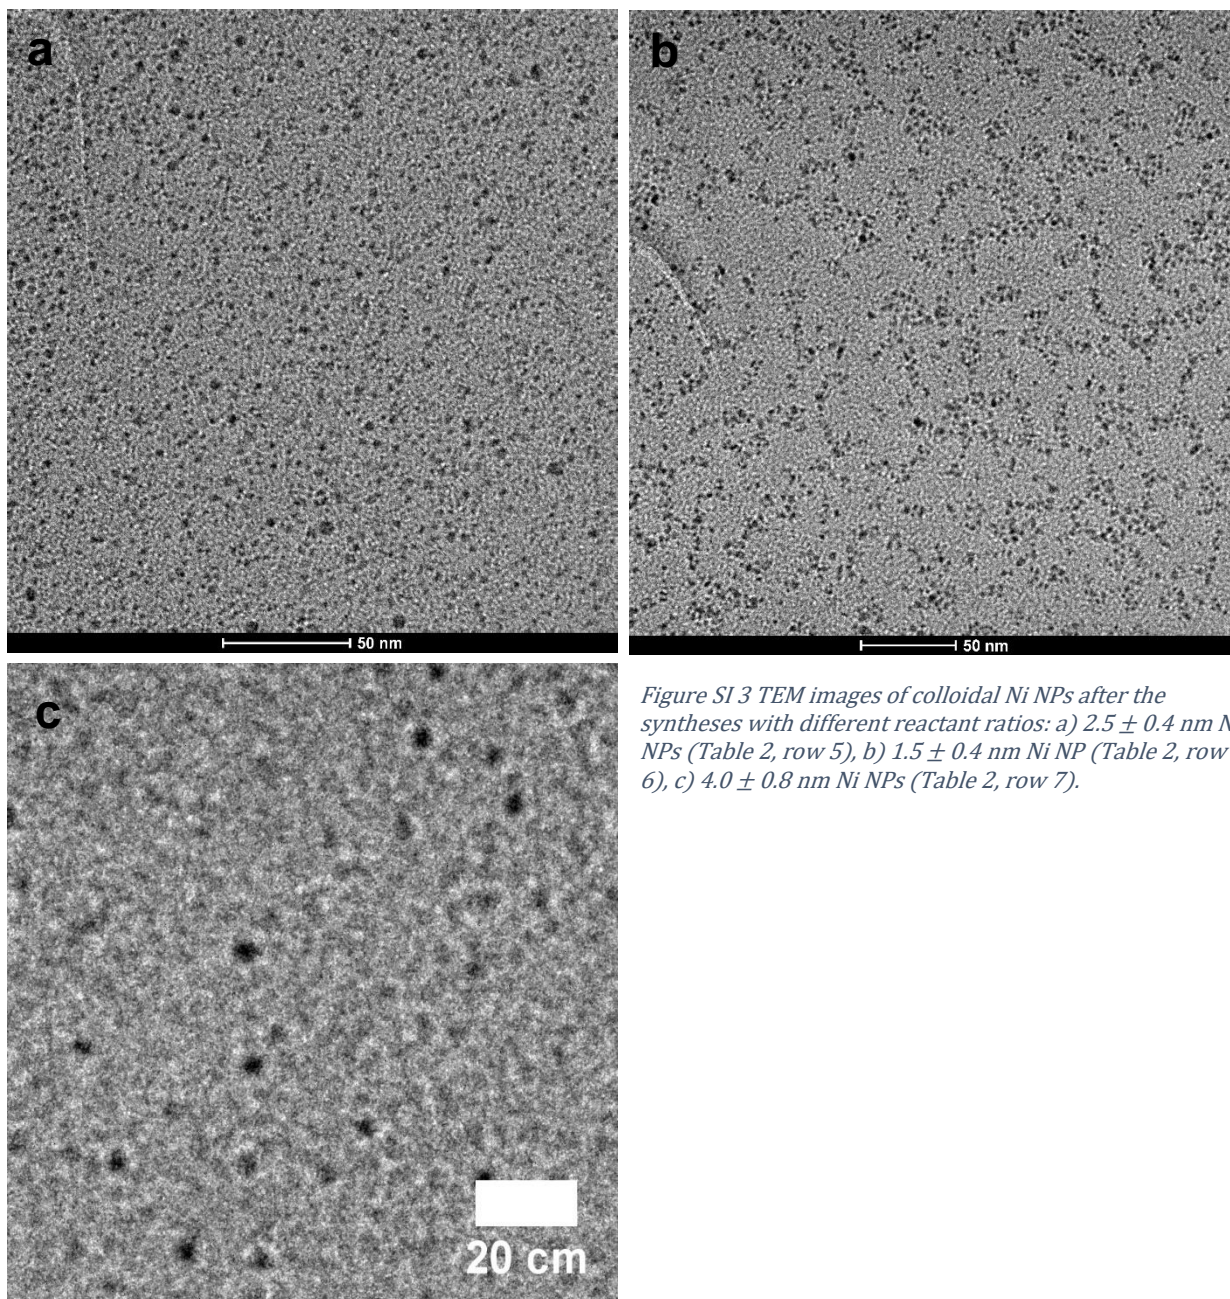 a
b
50 nm
50 nm
Figure SI 3 TEM images of colloidal Ni NPs after the
syntheses with different reactant ratios: a) 2.5 ± 0.4 nm N
NPs (Table 2, row 5), b) 1.5 ± 0.4 nm Ni NP (Table 2, row
6), c) 4.0 ± 0.8 nm Ni NPs (Table 2, row 7).
c
20 cm